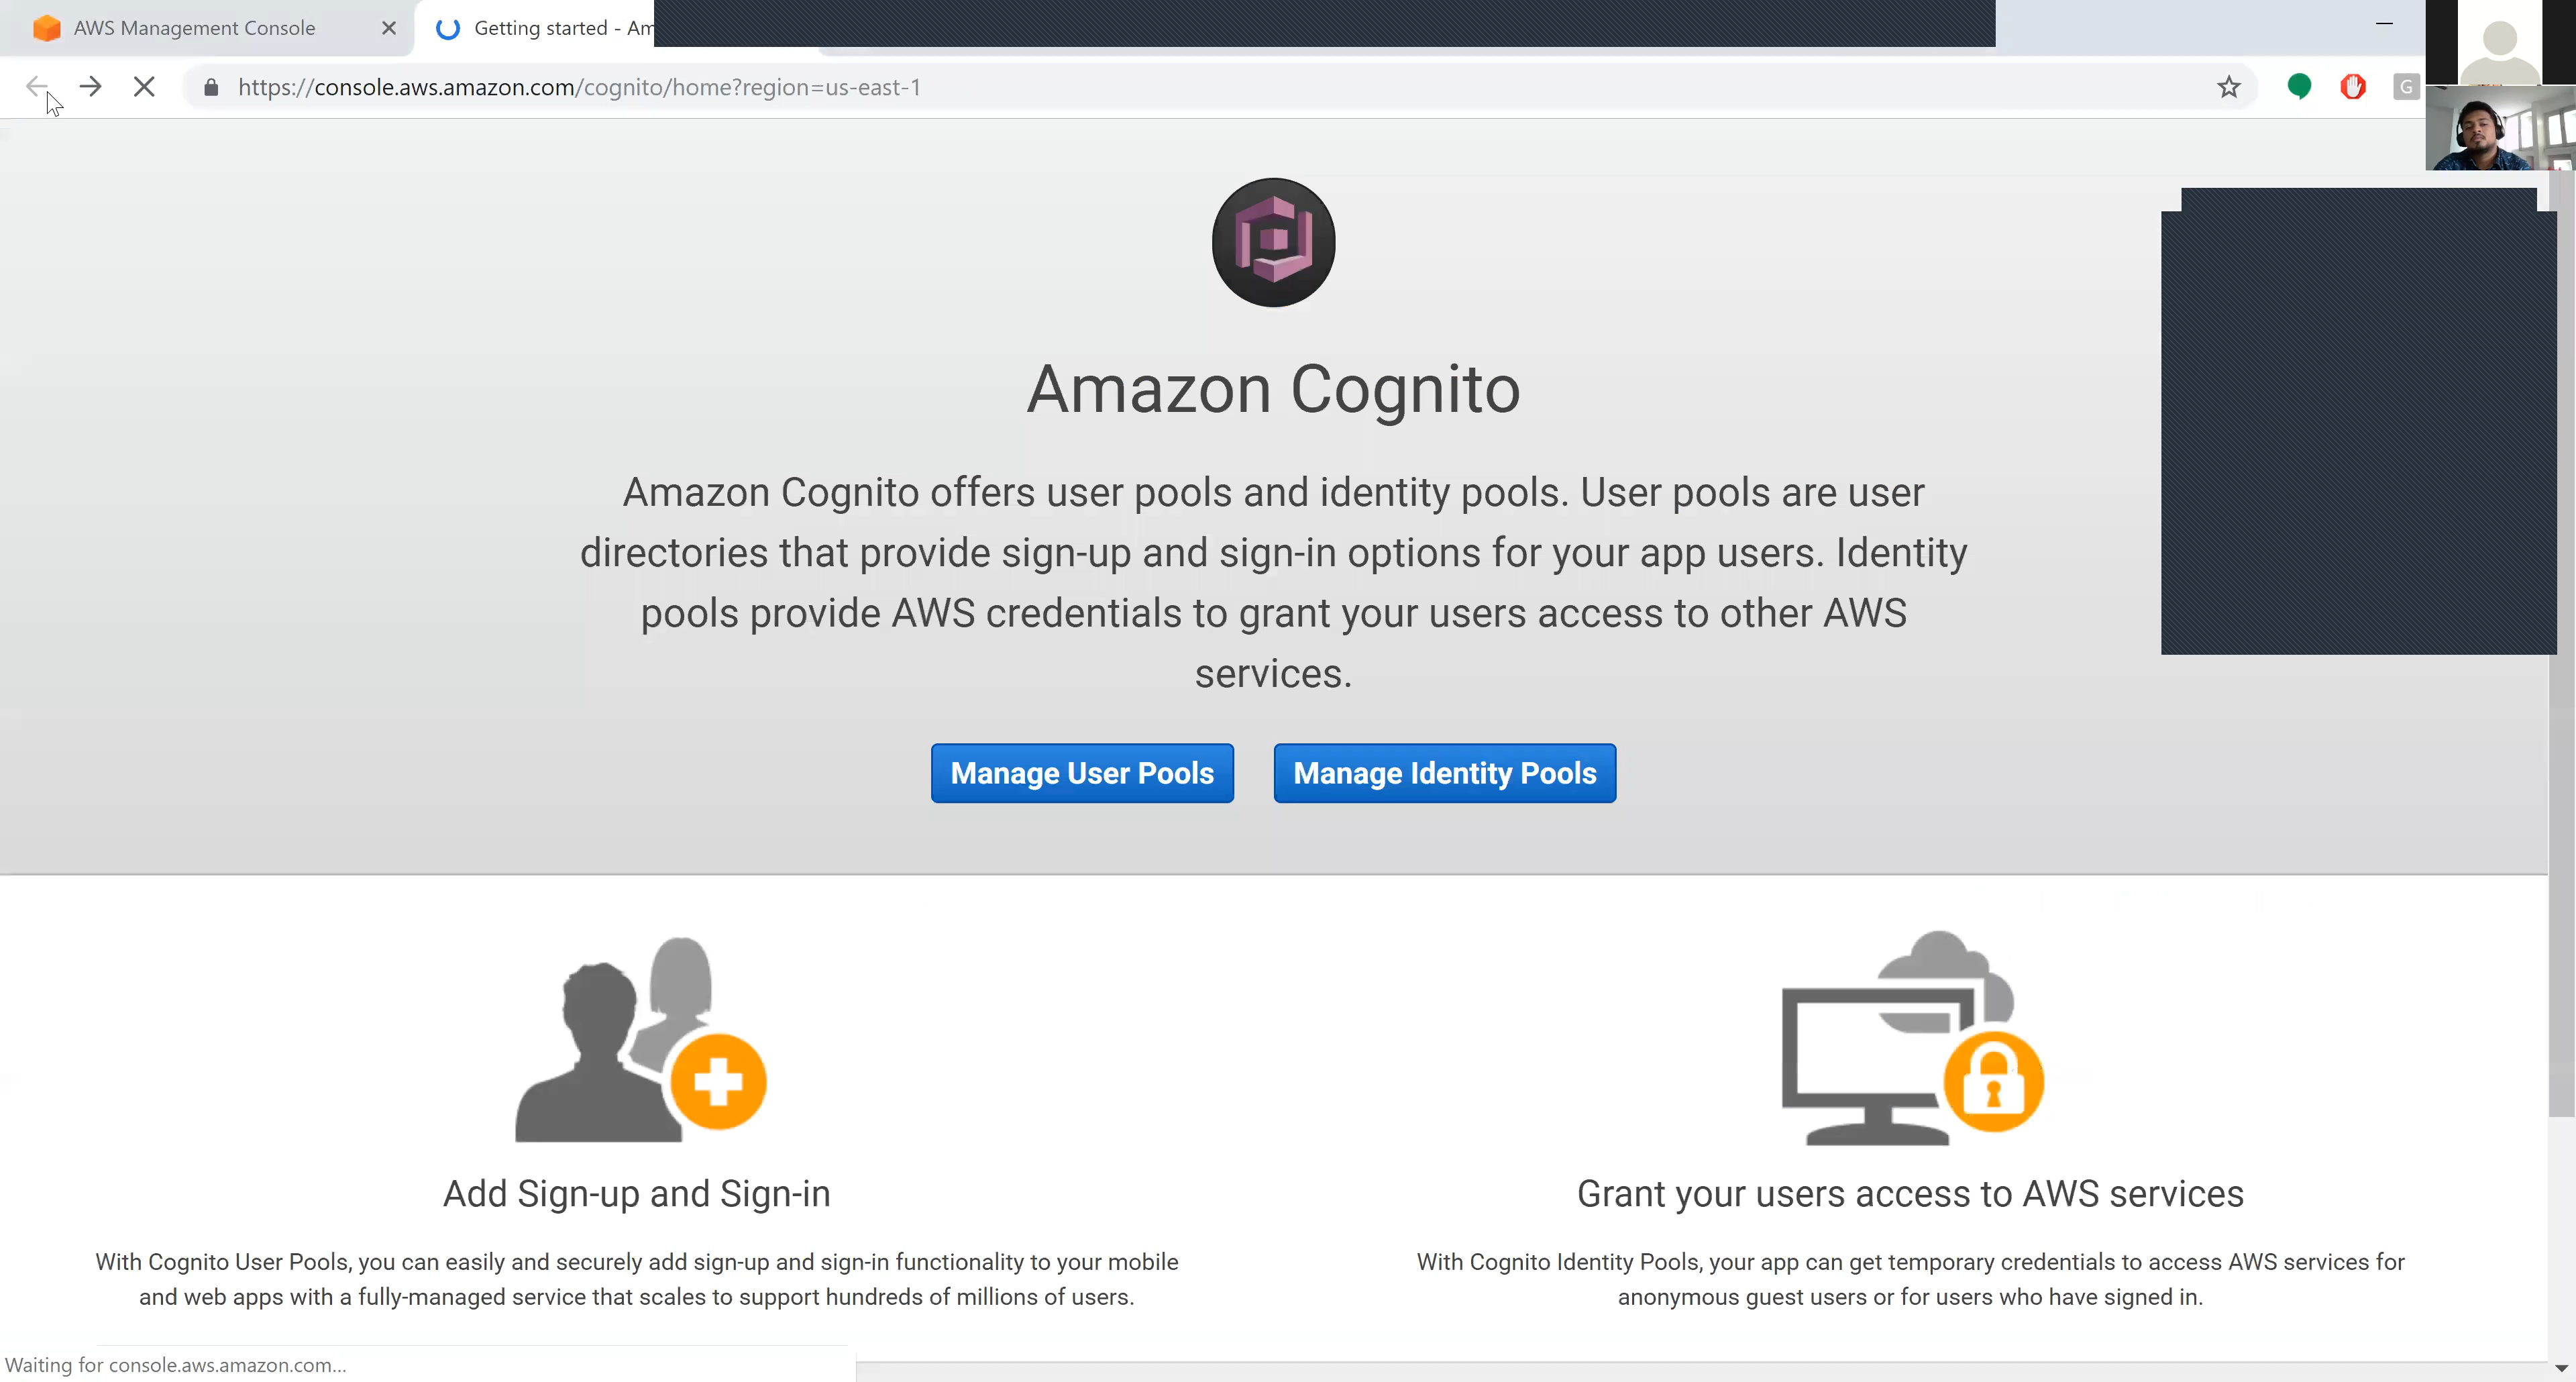 AWS Management Console
Getting started - Am
https://console.aws.amazon.com/cognito/home?region=us-east-1
G
Amazon Cognito
Amazon Cognito offers user pools and identity pools. User pools are user
directories that provide sign-up and sign-in options for your app users. Identity
pools provide AWS credentials to grant your users access to other AWS
services.
Manage User Pools
Manage Identity Pools
Add Sign-up and Sign-in
With Cognito User Pools, you can easily and securely add sign-up and sign-in functionality to your mobile
and web apps with a fully-managed service that scales to support hundreds of millions of users.
Grant your users access to AWS services
With Cognito Identity Pools, your app can get temporary credentials to access AWS services for
anonymous guest users or for users who have signed in.
Waiting for console.aws.amazon.com...